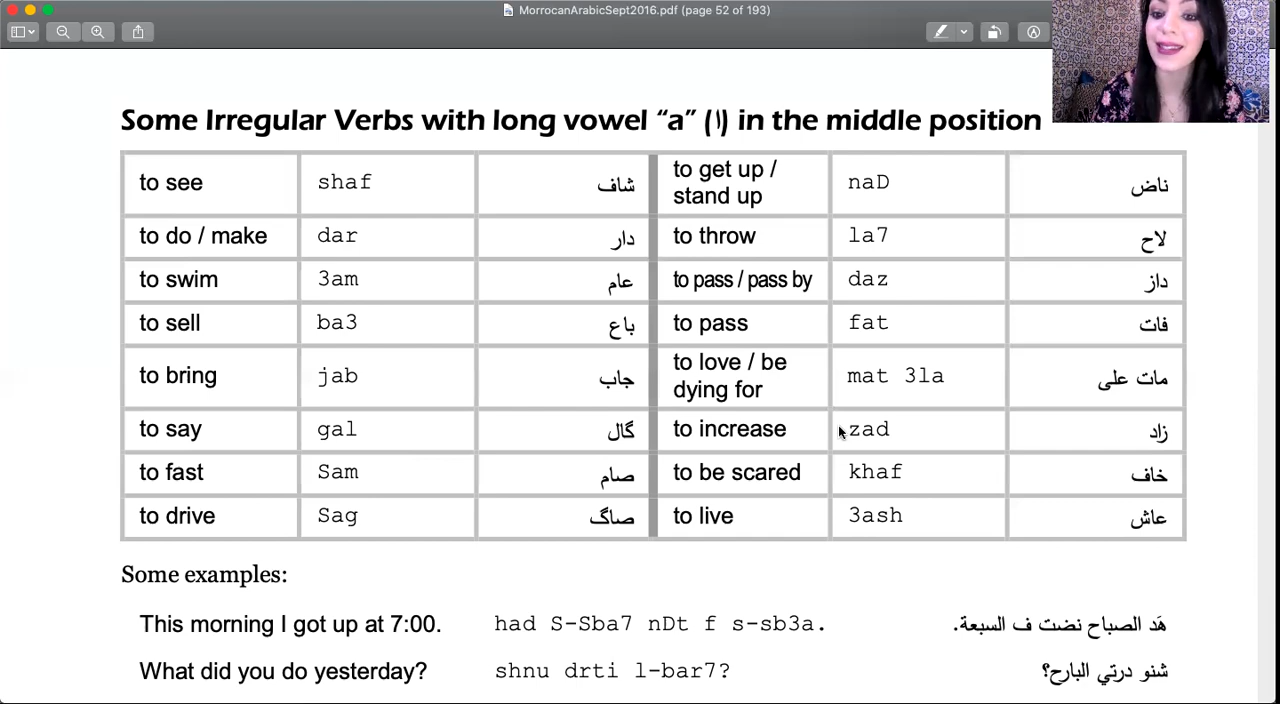 MorrocanArabicSept2016.pdf (page 52 of 193)
Some Irregular Verbs with long vowel “a” (ا) in the middle position
to see shaf شاف to get up / stand up naD ناض
to do / make dar دار to throw la7 لاح
to swim 3am عام to pass / pass by daz داز
to sell ba3 باع to pass fat فات
to bring jab جاب to love / be dying for mat 3la مات على
to say gal گال to increase zad زاد
to fast Sam صام to be scared khaf خاف
to drive Sag صاگ to live 3ash عاش
Some examples:
This morning I got up at 7:00. had S-Sba7 nDt f s-sb3a. هَد الصباح نضت ف السبعة.
What did you do yesterday? shnu drti l-bar7? شنو درتي البارح؟